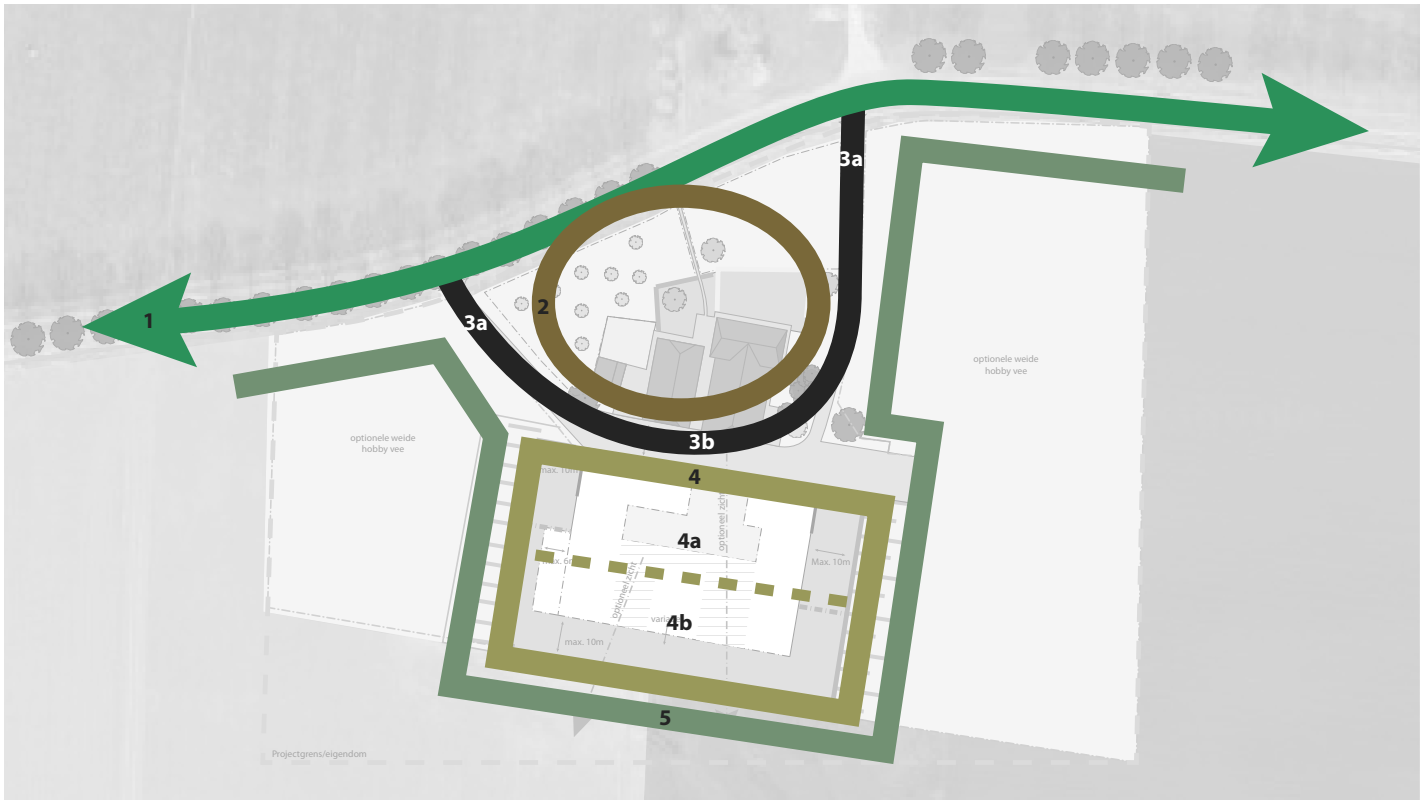 3a
1
2
3a
optionele weide
hobby vee
optionele weide
hobby vee
3b
4
max. 10m
optioneel zicht
4a
max. 6m
Max. 10m
optioneel zicht
4b
max. 10m
5
Projectgrens/eigendom